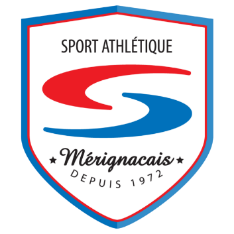 SPORT ATHLÉTIQUE
Mérignacais
DEPUIS 1972